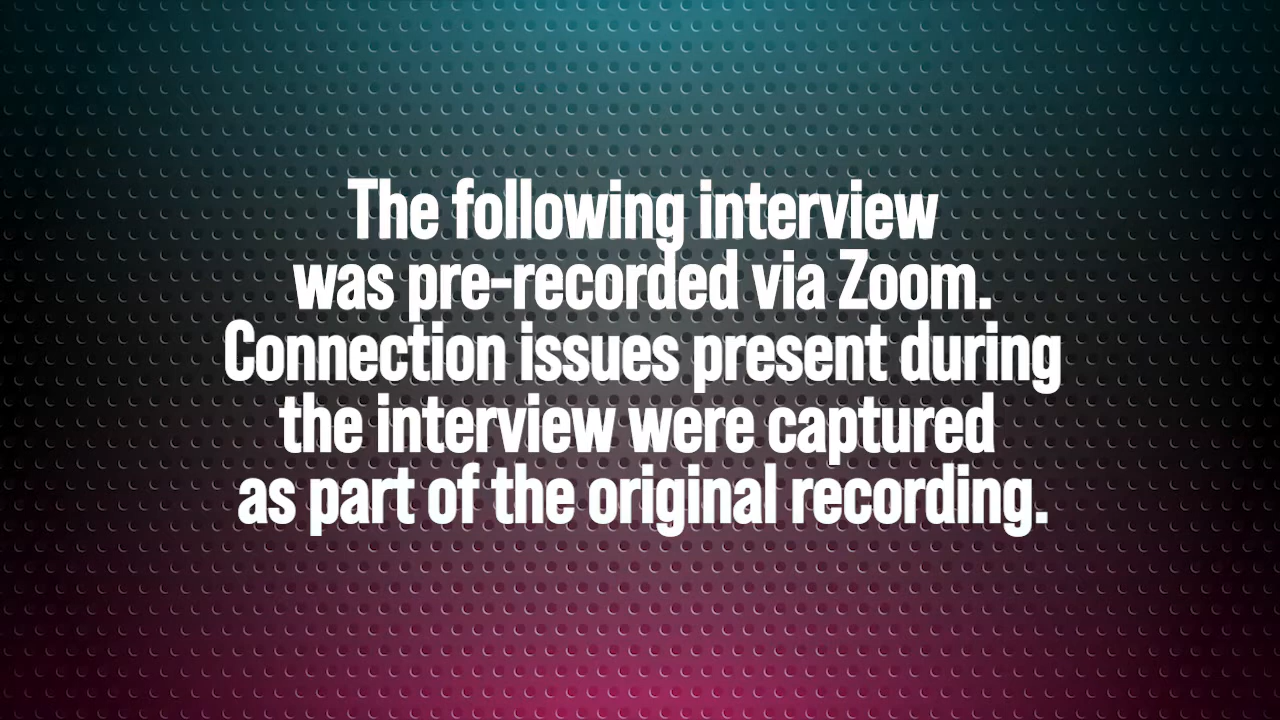 The following interview
was pre-recorded via Zoom.
Connection issues present during
the interview were captured
as part of the original recording.